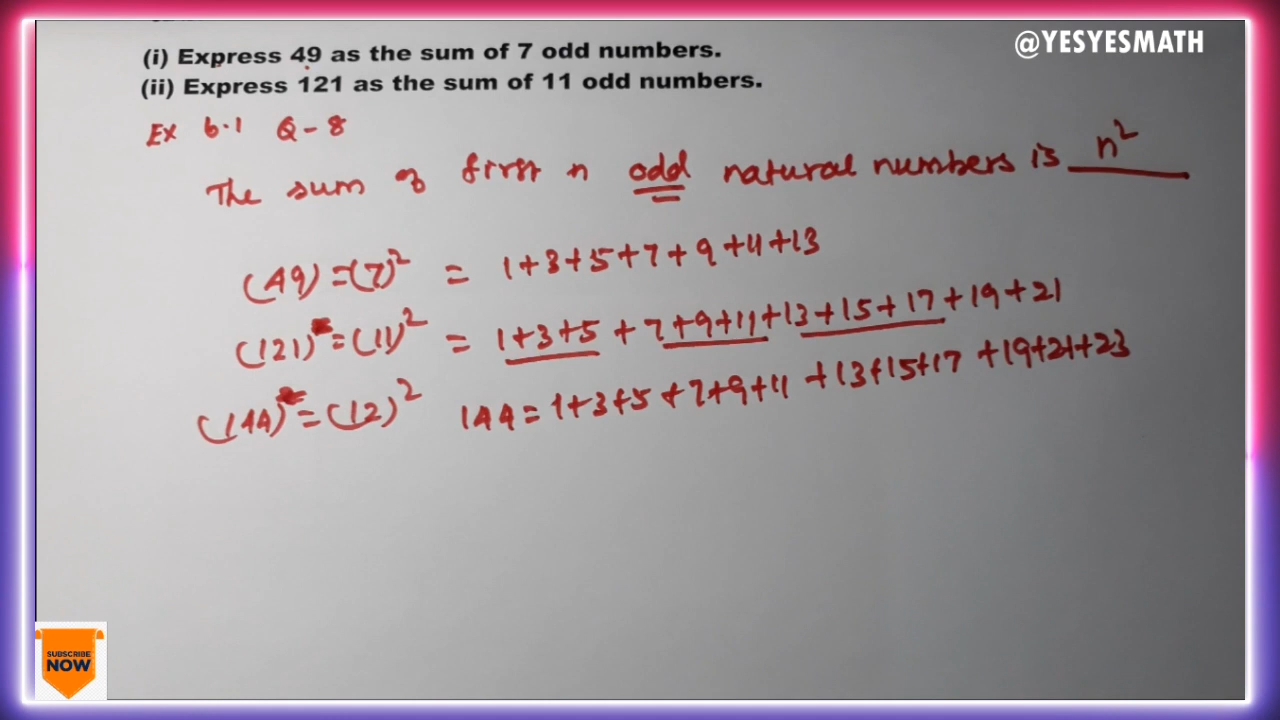 @YESYESMATH
(i) Express 49 as the sum of 7 odd numbers.
(ii) Express 121 as the sum of 11 odd numbers.
Ex 6.1 Q-8
The sum of first n odd natural numbers is n²
(49) = (7)² = 1+3+5+7+9+11+13
(121) = (11)² = 1+3+5+7+9+11+13+15+17+19+21
(144) = (12)² 144 = 1+3+5+7+9+11+13+15+17+19+21+23
SUBSCRIBE
NOW